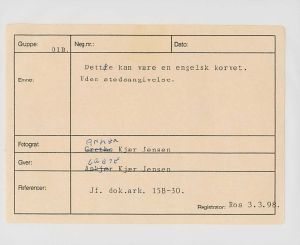 Gruppe: 01B. Neg.nr.: Dato:
Emne: Dette kan være en engelsk korvet.
Uden stedsangivelse.
Fotograf: Grethe Kjær Jensen
Giver: Ankjær Kjær Jensen
Referencer: Jf. dok.ark. 15B-30.
Registrator: Ros 3.3.98.